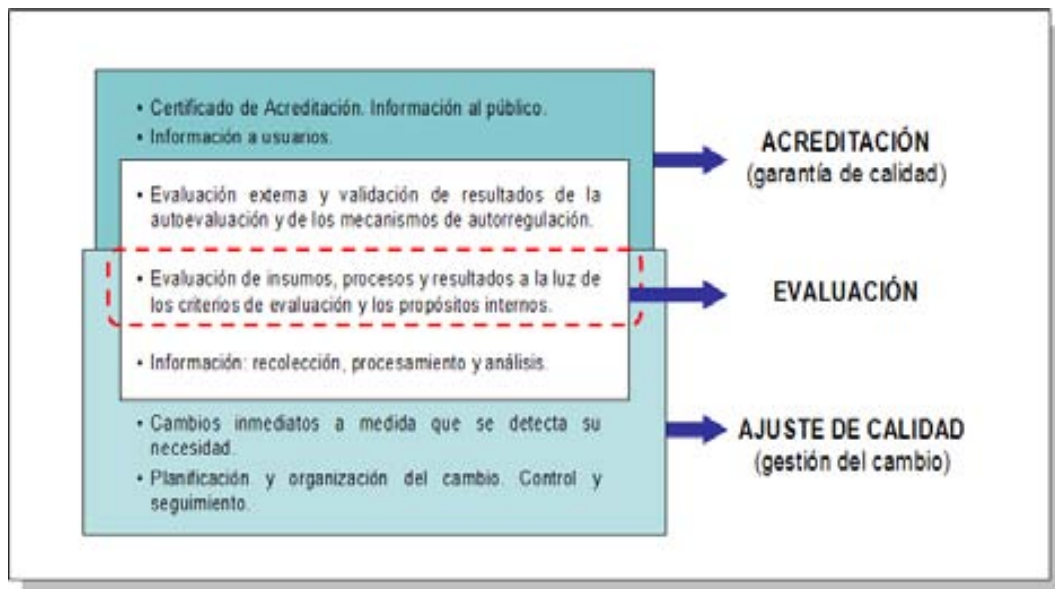 • Certificado de Acreditación. Información al público.
• Información a usuarios.
• Evaluación externa y validación de resultados de la
autoevaluación y de los mecanismos de autorregulación.
• Evaluación de insumos, procesos y resultados a la luz de
los criterios de evaluación y los propósitos internos.
• Información: recolección, procesamiento y análisis.
• Cambios inmediatos a medida que se detecta su
necesidad.
• Planificación y organización del cambio. Control y
seguimiento.
ACREDITACIÓN
(garantía de calidad)
EVALUACIÓN
AJUSTE DE CALIDAD
(gestión del cambio)